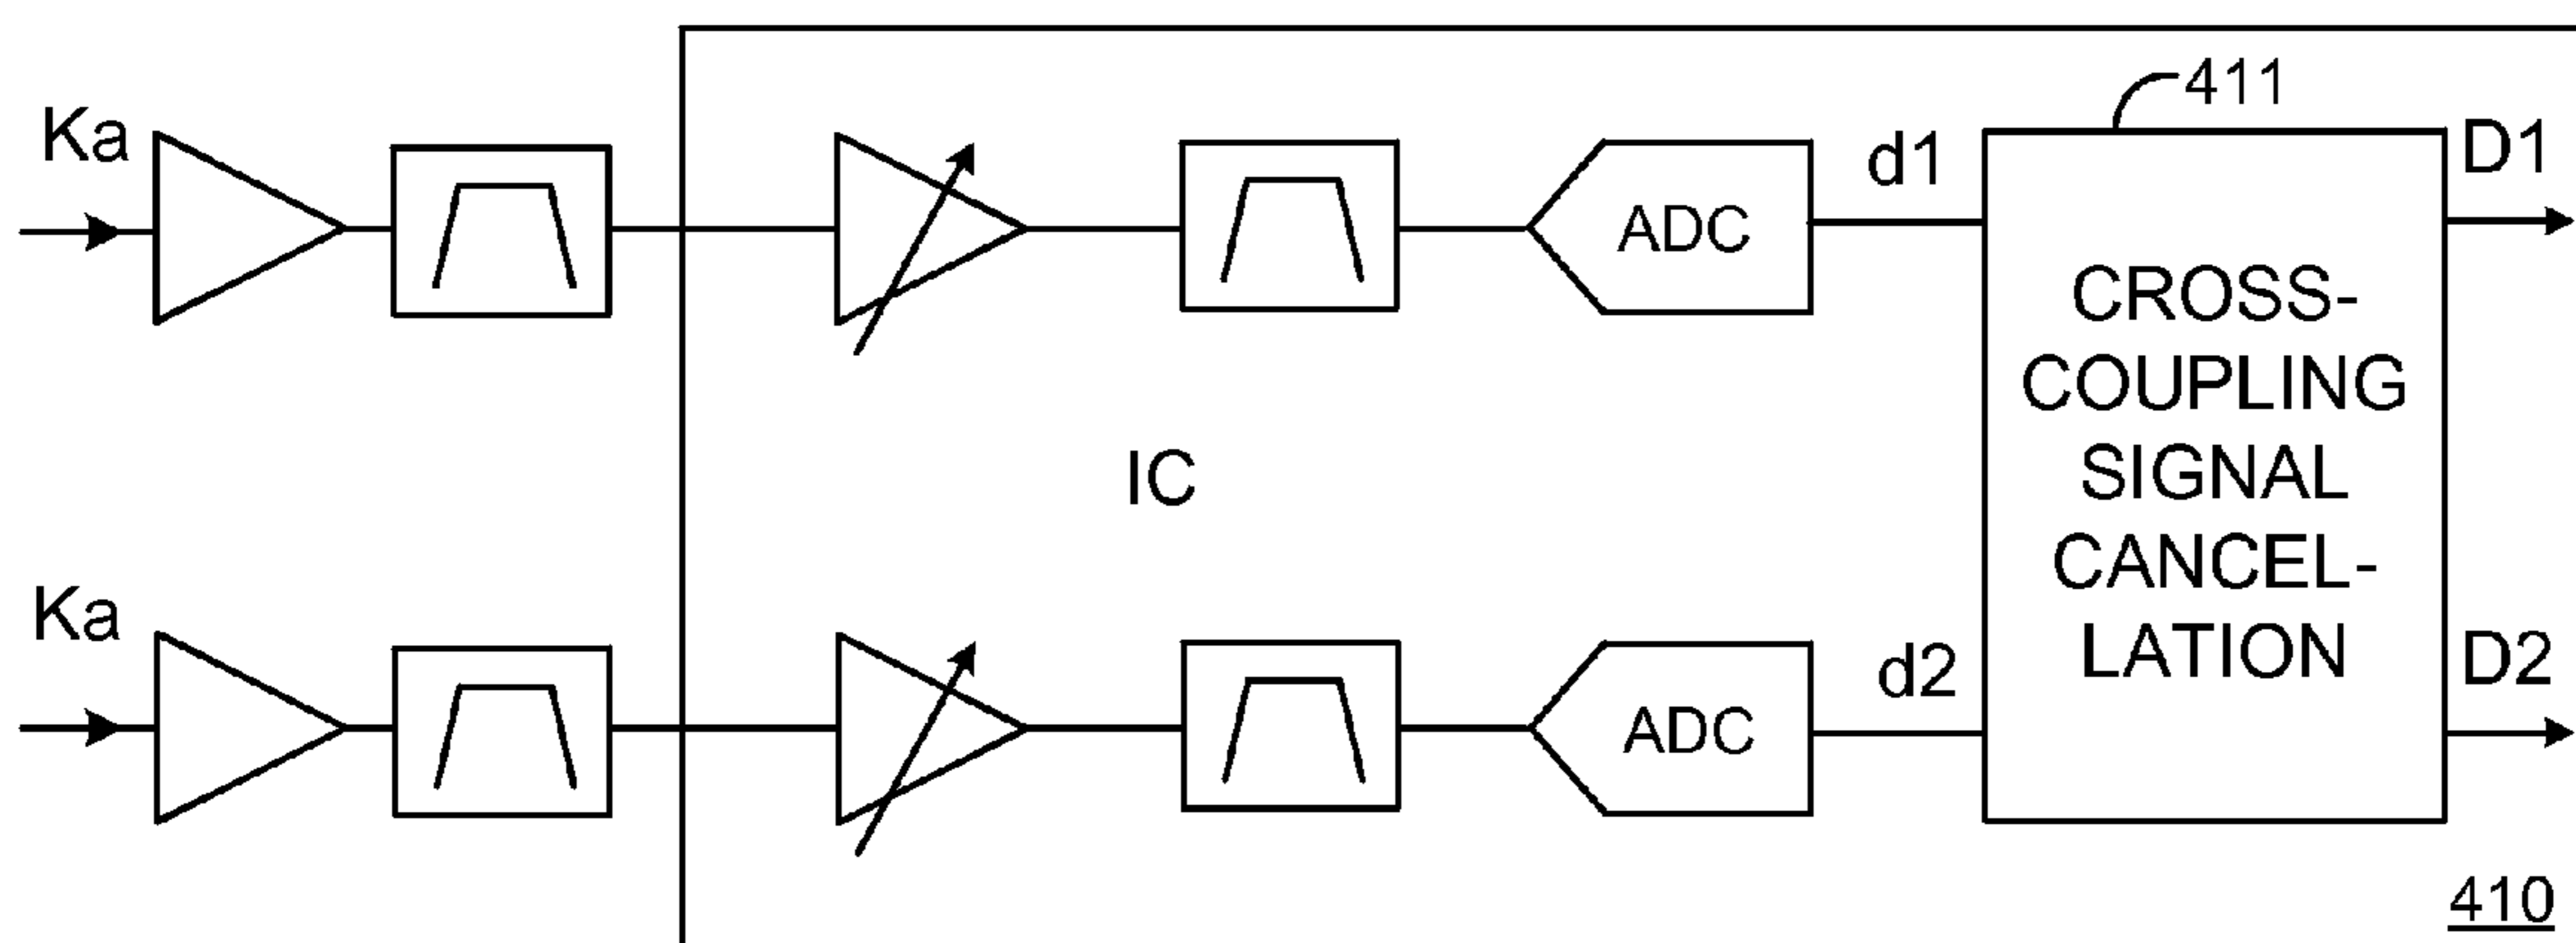 Ka
ADC
d1
411
D1
CROSS-
COUPLING
SIGNAL
CANCEL-
LATION
IC
Ka
ADC
d2
D2
410